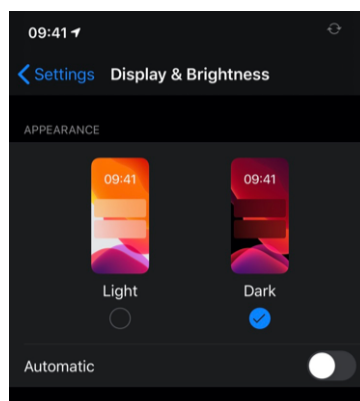 09:41
Settings Display & Brightness
APPEARANCE
09:41 09:41
Light Dark
Automatic